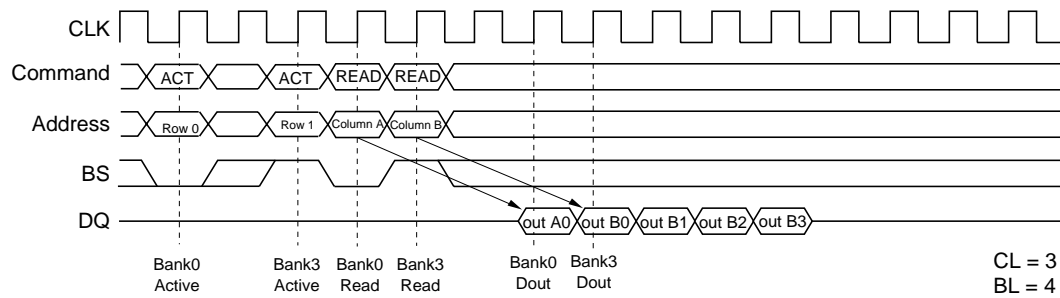 CLK
Command ACT ACT READ READ
Address Row 0 Row 1 Column A Column B
BS
DQ out A0 out B0 out B1 out B2 out B3
Bank0 Active
Bank3 Active
Bank0 Read
Bank3 Read
Bank0 Dout
Bank3 Dout
CL = 3
BL = 4